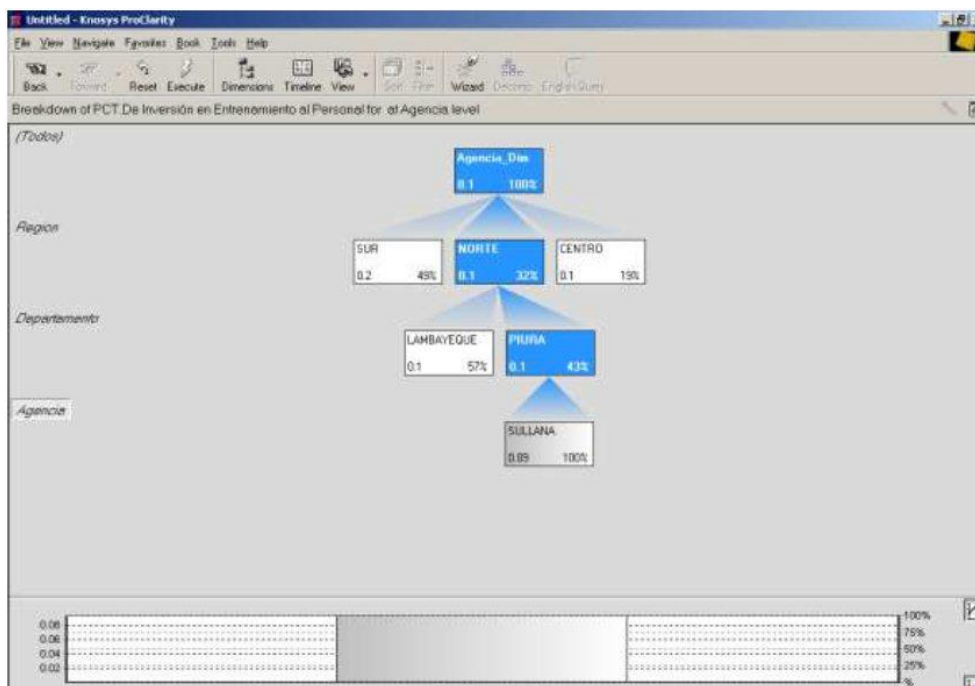 Untitled - Knosys ProClarity
File View Navigate Favorites Book Tools Help
Back Forward Reset Execute Dimensions Timeline View Sort Filter Wizard Decomp English Query
Breakdown of PCT.De Inversión en Entrenamiento al Personal for at Agencia level
(Todos)
Agencia_Dim
0.1 100%
Region
SUR NORTE CENTRO
0.2 49% 0.1 32% 0.1 19%
Departamento
LAMBAYEQUE PIURA
0.1 57% 0.1 43%
Agencia
SULLANA
0.09 100%
0.08 100%
0.06 75%
0.04 50%
0.02 25%
%